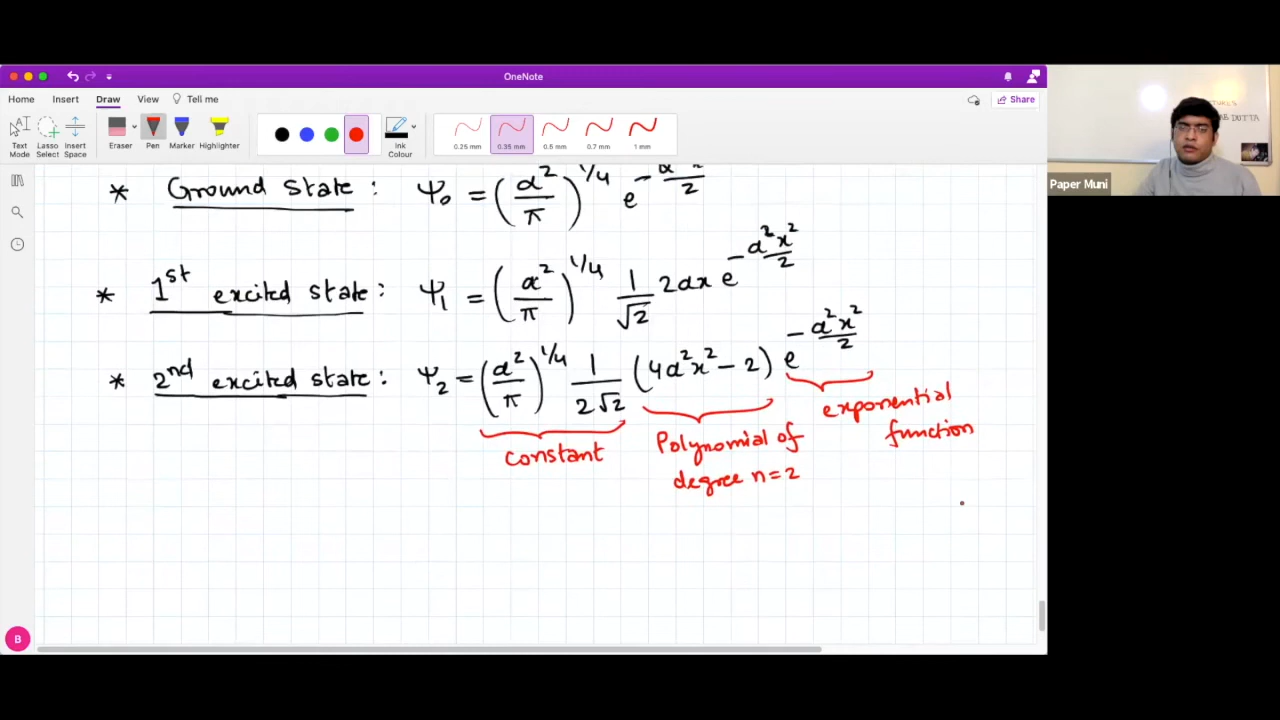 OneNote
Home Insert Draw View Tell me
Share
Text Mode
Lasso Select
Insert Space
Eraser
Pen
Marker
Highlighter
Ink Colour
0.25 mm 0.35 mm 0.5 mm 0.7 mm 1 mm
Paper Muni
* Ground state : Ψ₀ = (α²/π)^1/4 e^-α²x²/2
* 1st excited state : Ψ₁ = (α²/π)^1/4 1/√2 2αx e^-α²x²/2
* 2nd excited state : Ψ₂ = (α²/π)^1/4 1/2√2 (4α²x² - 2) e^-α²x²/2
constant
Polynomial of
degree n=2
exponential
function
B